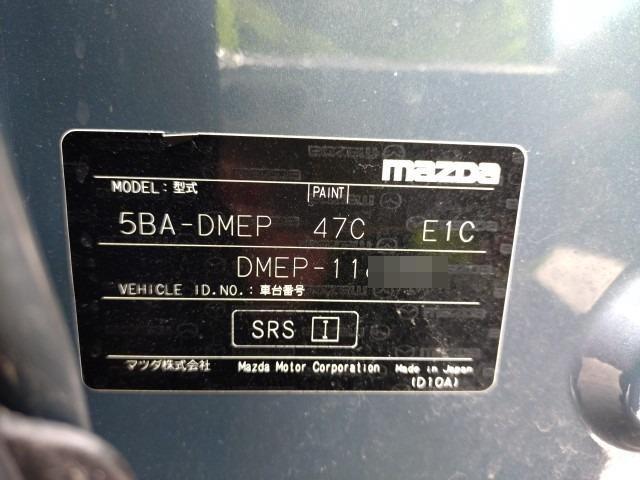 mazda
MODEL: 型式 PAINT
5BA-DMEP 47C E1C
DMEP-11
VEHICLE ID.NO.: 車台番号
SRS I
マツダ株式会社 Mazda Motor Corporation Made in Japan
(D10A)